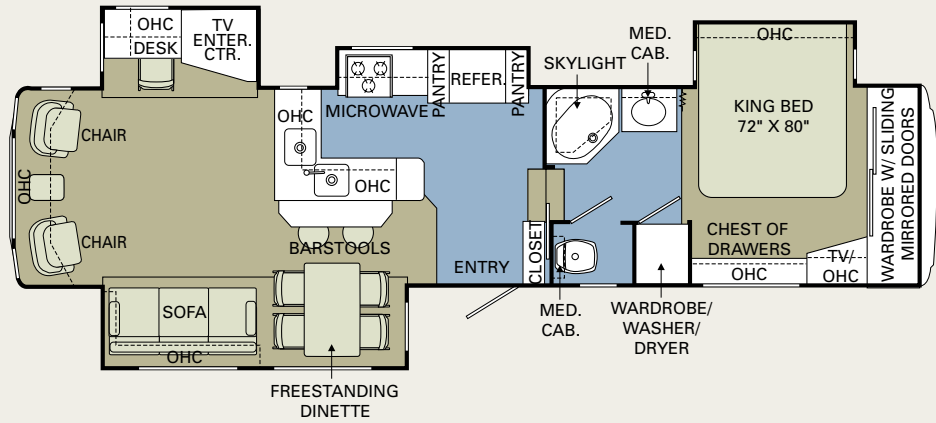 OHC
DESK
TV
ENTER.
CTR.
MICROWAVE
PANTRY
REFER.
PANTRY
SKYLIGHT
MED.
CAB.
OHC
KING BED
72" X 80"
WARDROBE W/ SLIDING
MIRRORED DOORS
CHAIR
OHC
CHAIR
OHC
OHC
BARSTOOLS
ENTRY
CLOSET
CHEST OF
DRAWERS
OHC
TV/
OHC
SOFA
OHC
MED.
CAB.
WARDROBE/
WASHER/
DRYER
FREESTANDING
DINETTE